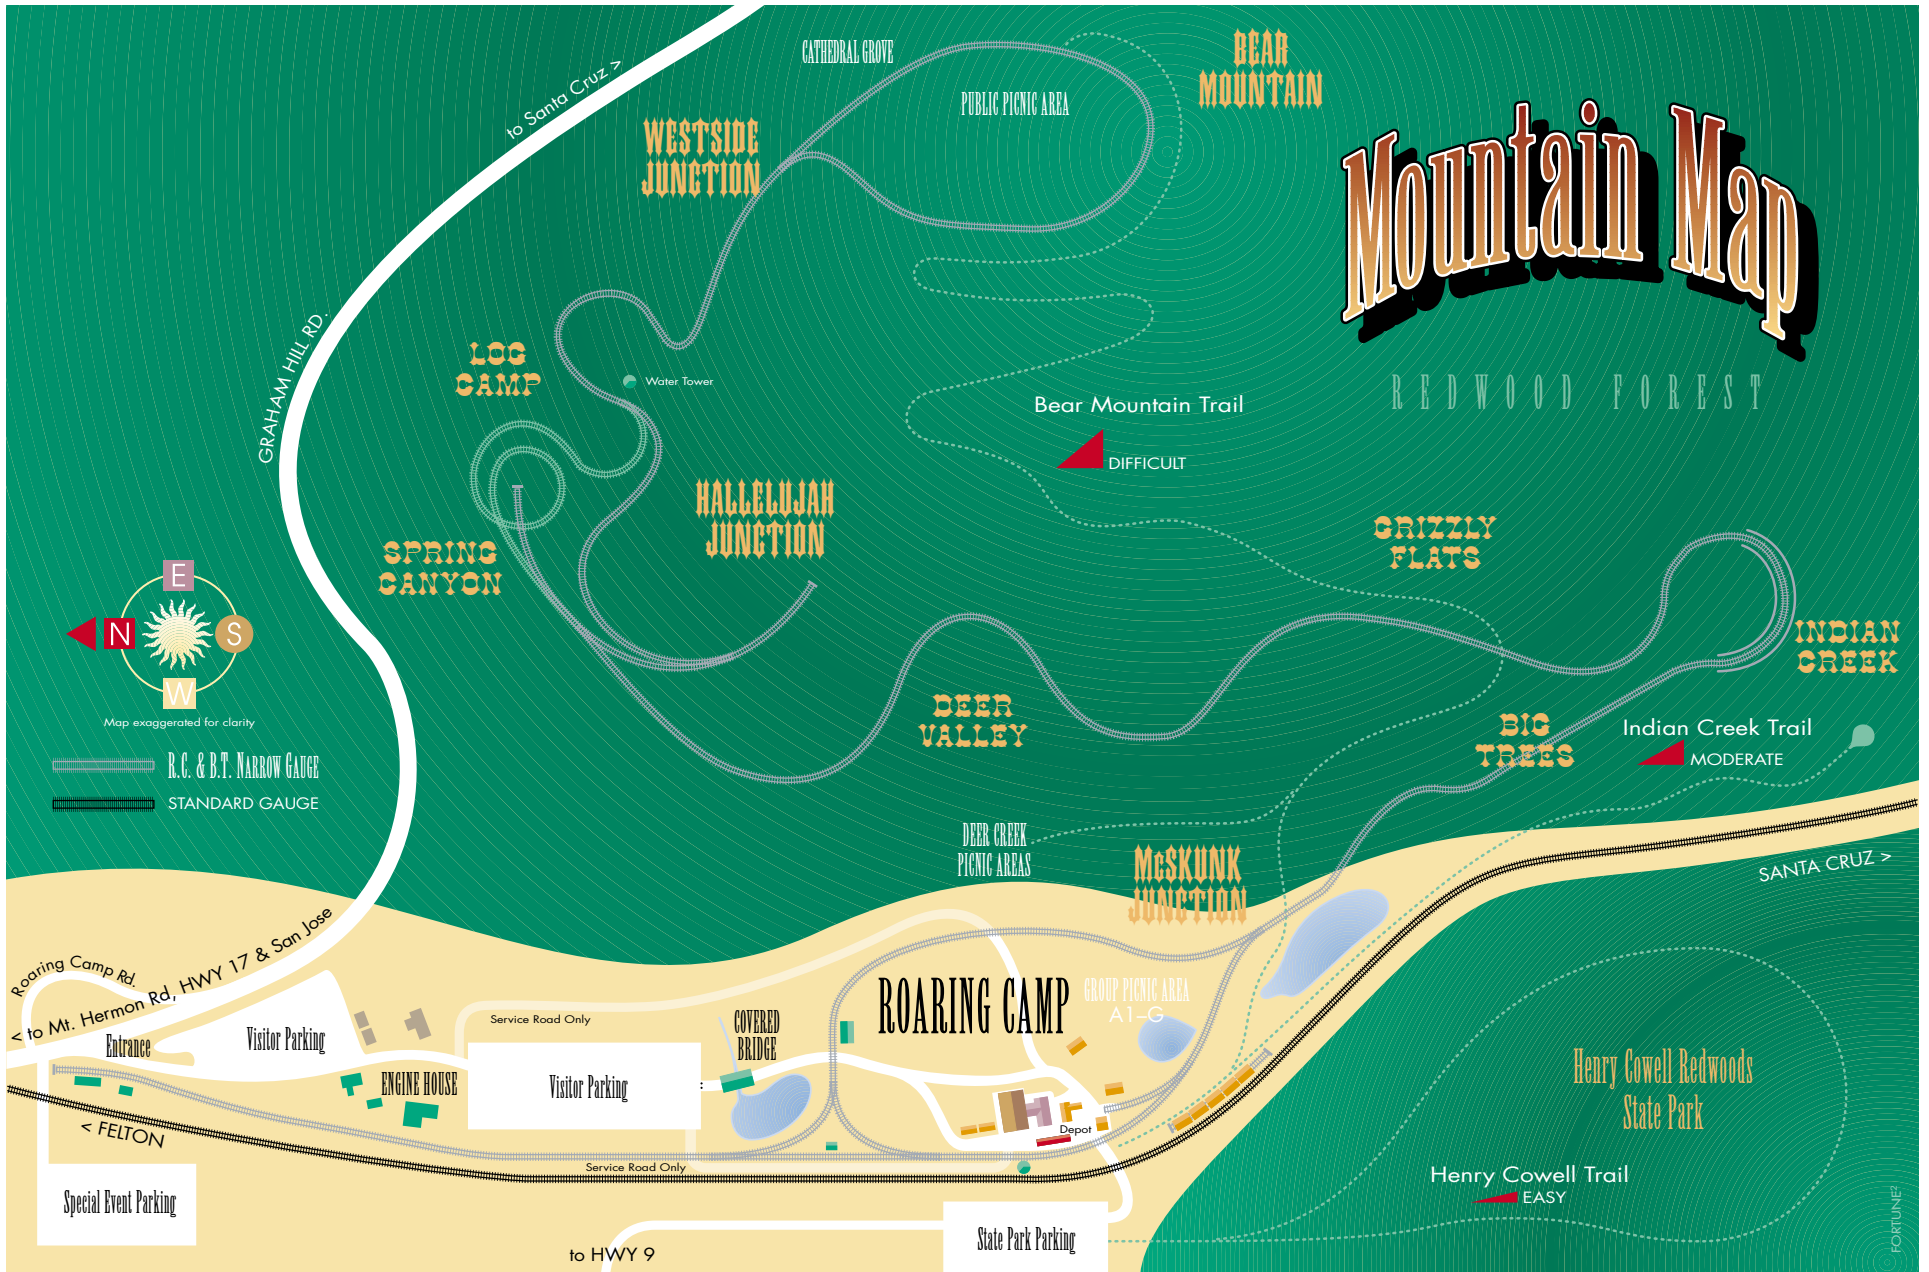 CATHEDRAL GROVE
PUBLIC PICNIC AREA
BEAR
MOUNTAIN
to Santa Cruz >
WESTSIDE
JUNCTION
Mountain Map
REDWOOD FOREST
GRAHAM HILL RD.
LOG
CAMP
Water Tower
Bear Mountain Trail
DIFFICULT
HALLELUJAH
JUNCTION
SPRING
CANYON
GRIZZLY
FLATS
INDIAN
CREEK
E
N
S
W
Map exaggerated for clarity
R.C. & B.T. NARROW GAUGE
STANDARD GAUGE
DEER
VALLEY
BIG
TREES
Indian Creek Trail
MODERATE
DEER CREEK
PICNIC AREAS
McSKUNK
JUNCTION
SANTA CRUZ >
Roaring Camp Rd.
< to Mt. Hermon Rd, HWY 17 & San Jose
Entrance
Visitor Parking
Service Road Only
COVERED
BRIDGE
ROARING CAMP
GROUP PICNIC AREA
A1–G
ENGINE HOUSE
Visitor Parking
Depot
< FELTON
Service Road Only
Special Event Parking
State Park Parking
to HWY 9
Henry Cowell Redwoods
State Park
Henry Cowell Trail
EASY
FORTUNE²